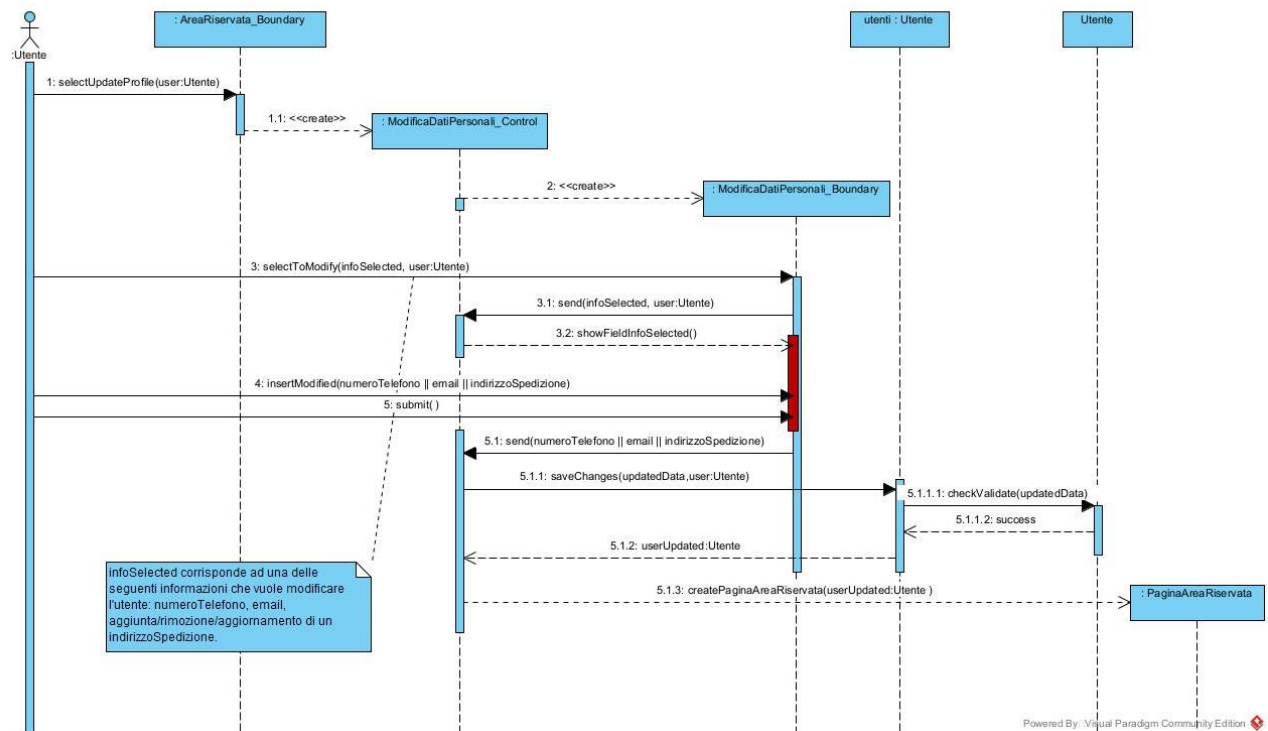 : AreaRiservata_Boundary
utenti : Utente
Utente
:Utente
1: selectUpdateProfile(user:Utente)
1.1: <<create>>
: ModificaDatiPersonali_Control
2: <<create>>
: ModificaDatiPersonali_Boundary
3: selectToModify(infoSelected, user:Utente)
3.1: send(infoSelected, user:Utente)
3.2: showFieldInfoSelected()
4: insertModified(numeroTelefono || email || indirizzoSpedizione)
5: submit( )
5.1: send(numeroTelefono || email || indirizzoSpedizione)
5.1.1: saveChanges(updatedData,user:Utente)
5.1.1.1: checkValidate(updatedData)
5.1.1.2: success
5.1.2: userUpdated:Utente
infoSelected corrisponde ad una delle
seguenti informazioni che vuole modificare
l'utente: numeroTelefono, email,
aggiunta/rimozione/aggiornamento di un
indirizzoSpedizione.
5.1.3: createPaginaAreaRiservata(userUpdated:Utente )
: PaginaAreaRiservata
Powered By Visual Paradigm Community Edition